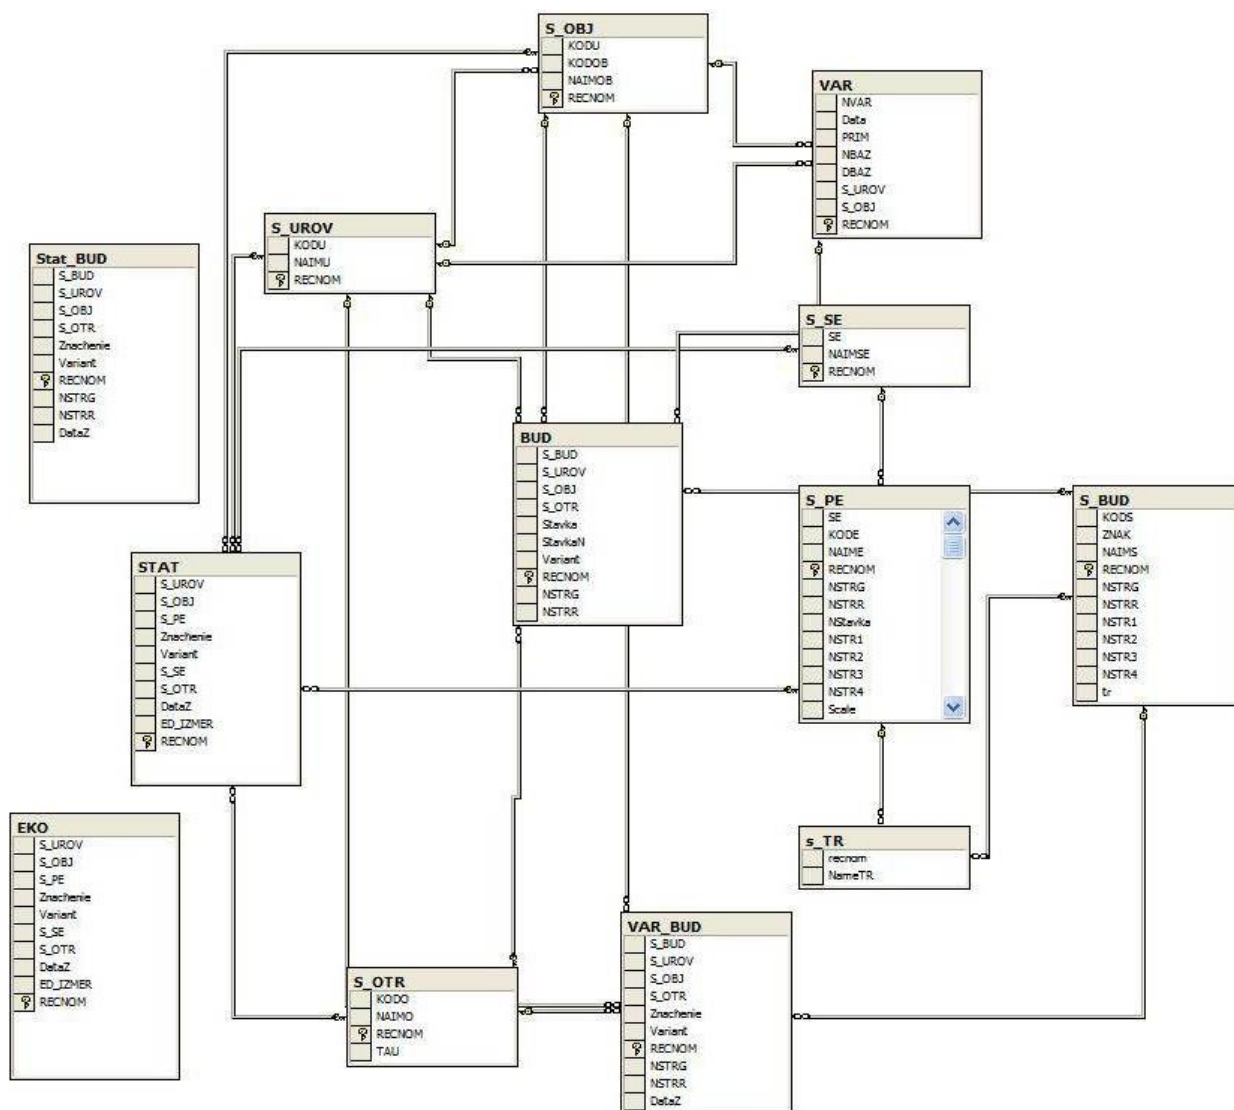 S_OBJ
KODU
KODOB
NAIMOB
RECNOM
VAR
NVAR
Data
PRIM
NBAZ
DBAZ
S_UROV
S_OBJ
RECNOM
S_UROV
KODU
NAIMU
RECNOM
Stat_BUD
S_BUD
S_UROV
S_OBJ
S_OTR
Znachenie
Variant
RECNOM
NSTRG
NSTRR
DataZ
S_SE
SE
NAIMSE
RECNOM
BUD
S_BUD
S_UROV
S_OBJ
S_OTR
Stavka
StavkaN
Variant
RECNOM
NSTRG
NSTRR
S_PE
SE
KODE
NAIME
RECNOM
NSTRG
NSTRR
NStavka
NSTR1
NSTR2
NSTR3
NSTR4
Scale
S_BUD
KODS
ZNAK
NAIMS
RECNOM
NSTRG
NSTRR
NSTR1
NSTR2
NSTR3
NSTR4
tr
STAT
S_UROV
S_OBJ
S_PE
Znachenie
Variant
S_SE
S_OTR
DataZ
ED_IZMER
RECNOM
EKO
S_UROV
S_OBJ
S_PE
Znachenie
Variant
S_SE
S_OTR
DataZ
ED_IZMER
RECNOM
s_TR
recnom
NameTR
S_OTR
KODO
NAIMO
RECNOM
TAU
VAR_BUD
S_BUD
S_UROV
S_OBJ
S_OTR
Znachenie
Variant
RECNOM
NSTRG
NSTRR
DataZ